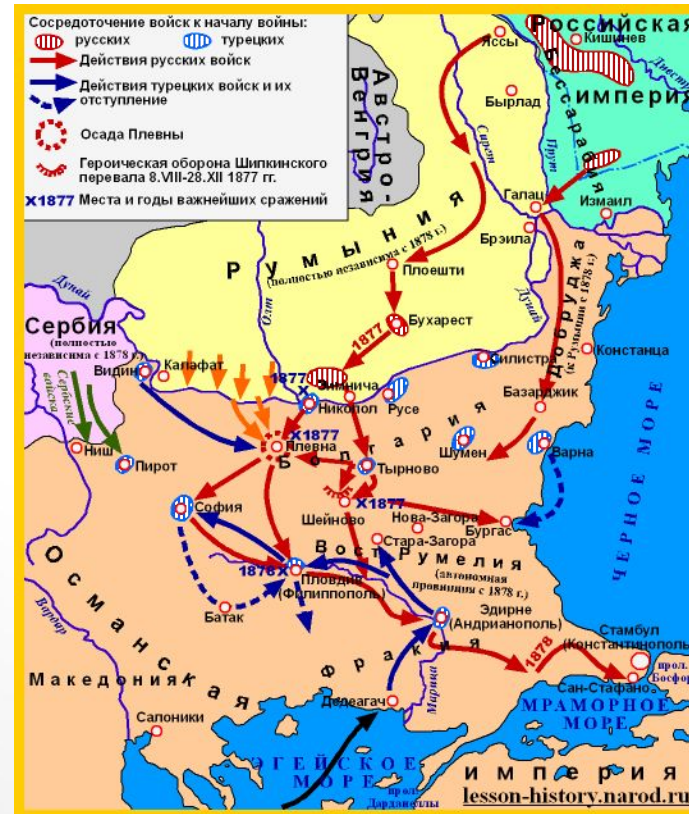 Сосредоточение войск к началу войны:
русских
турецких
Действия русских войск
Действия турецких войск и их
отступление
Осада Плевны
Героическая оборона Шипкинского
перевала 8.VIII-28.XII 1877 гг.
X1877 Места и годы важнейших сражений
Российская
империя
Кишинев
Днестр
Яссы
Бессарабия
Австро-
Венгрия
Бырлад
Сирет
Прут
Галац
Измаил
Брэила
Румыния
(полностью независима с 1878 г.)
Плоешти
Дунай
Олт
Бухарест
1877
Дунай
Сербия
(полностью
независима с 1878 г.)
Сербские
войска
Видин
Калафат
1877
X
Зимнича
Никопол
Русе
Силистра
Добруджа
(к Румынии с 1878 г.)
Констанца
Базарджик
X1877
Плевна
Болгария
Шумен
Варна
Ниш
Пирот
Тырново
София
X1877
Шейново
Нова-Загора
Стара-Загора
Бургас
ЧЕРНОЕ МОРЕ
Вост. Румелия
(автономная
провинция с 1878 г.)
1878X
Пловдив
(Филиппополь)
Батак
Эдирне
(Андрианополь)
Османская
Вардар
Македония
Фракия
Марица
1878
Стамбул
(Константинополь)
прол.
Босфор
Сан-Стафано
МРАМОРНОЕ
МОРЕ
Салоники
Дедеагач
ЭГЕЙСКОЕ
МОРЕ
прол.
Дарданеллы
империя
lesson-history.narod.ru